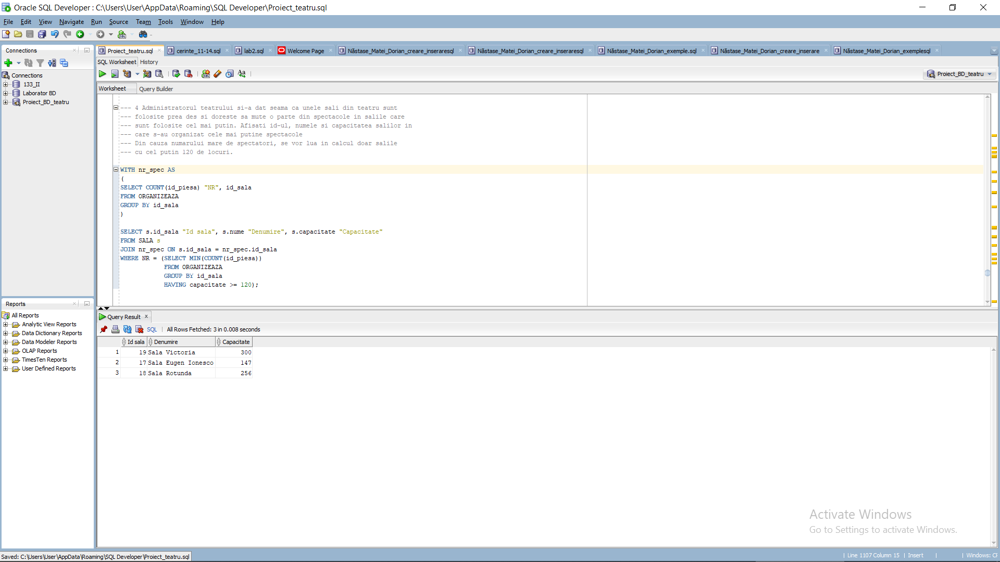 Oracle SQL Developer : C:\Users\User\AppData\Roaming\SQL Developer\Proiect_teatru.sql
File Edit View Navigate Run Source Team Tools Window Help
Connections
Proiect_teatru.sql
cerinte_11-14.sql
lab2.sql
Welcome Page
Năstase_Matei_Dorian_creare_inseraresql
Năstase_Matei_Dorian_creare_inseraresql
Năstase_Matei_Dorian_exemple.sql
Năstase_Matei_Dorian_creare_inserare
Năstase_Matei_Dorian_exemplesql
SQL Worksheet History
Proiect_BD_teatru
Connections
133_II
Laborator BD
Proiect_BD_teatru
Worksheet Query Builder
--- 4 Administratorul teatrului si-a dat seama ca unele sali din teatru sunt
--- folosite prea des si doreste sa mute o parte din spectacole in salile care
--- sunt folosite cel mai putin. Afisati id-ul, numele si capacitatea salilor in
--- care s-au organizat cele mai putine spectacole
--- Din cauza numarului mare de spectatori, se vor lua in calcul doar salile
--- cu cel putin 120 de locuri.
WITH nr_spec AS
(
SELECT COUNT(id_piesa) "NR", id_sala
FROM ORGANIZEAZA
GROUP BY id_sala
)
SELECT s.id_sala "Id sala", s.nume "Denumire", s.capacitate "Capacitate"
FROM SALA s
JOIN nr_spec ON s.id_sala = nr_spec.id_sala
WHERE NR = (SELECT MIN(COUNT(id_piesa))
FROM ORGANIZEAZA
GROUP BY id_sala
HAVING capacitate >= 120);
Reports
All Reports
Analytic View Reports
Data Dictionary Reports
Data Modeler Reports
OLAP Reports
TimesTen Reports
User Defined Reports
Query Result
SQL | All Rows Fetched: 3 in 0.008 seconds
Id sala Denumire Capacitate
1 19 Sala Victoria 300
2 17 Sala Eugen Ionesco 147
3 18 Sala Rotunda 256
Activate Windows
Go to Settings to activate Windows.
Saved: C:\Users\User\AppData\Roaming\SQL Developer\Proiect_teatru.sql
Line 1107 Column 15 | Insert | | Windows: CF